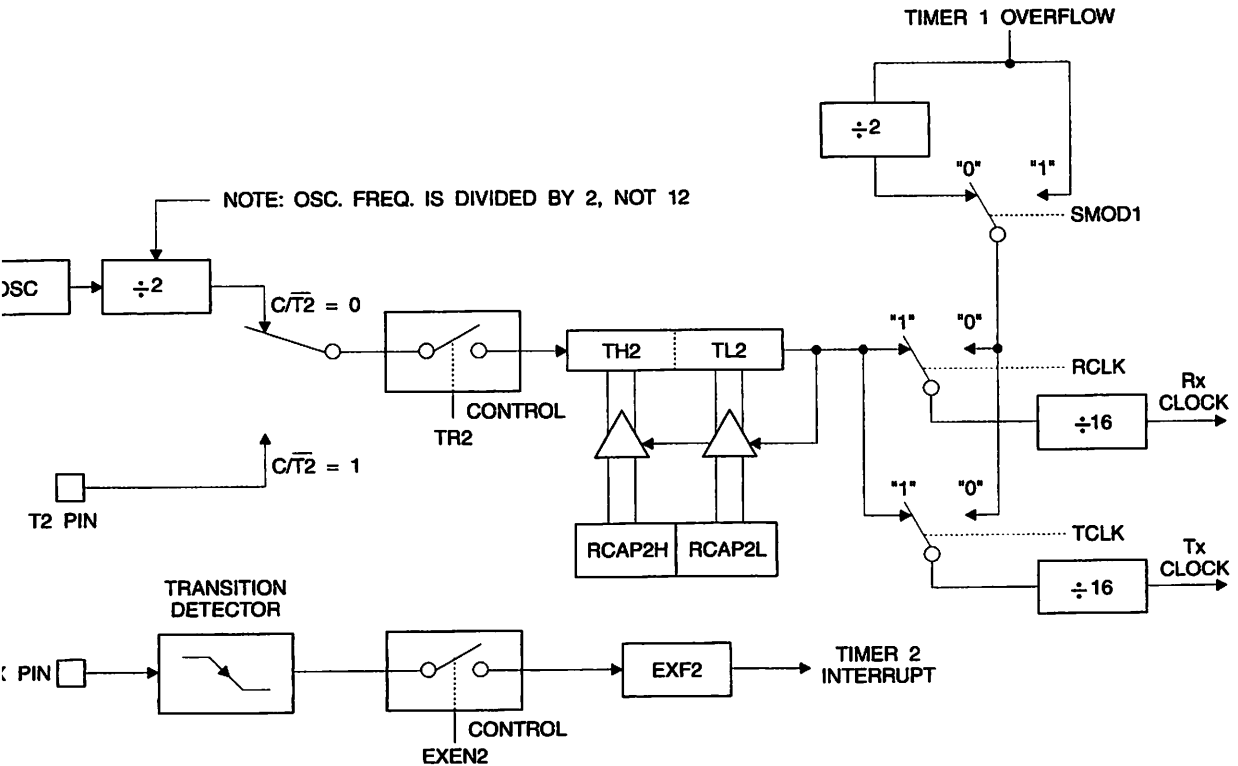 TIMER 1 OVERFLOW
÷2
"0" "1"
NOTE: OSC. FREQ. IS DIVIDED BY 2, NOT 12
SMOD1
÷2
C/T2̅ = 0
"1" "0"
TH2 TL2
RCLK
Rx
CLOCK
CONTROL
TR2
÷16
C/T2̅ = 1
"1" "0"
T2 PIN
TCLK
RCAP2H RCAP2L
Tx
CLOCK
÷16
TRANSITION
DETECTOR
PIN
EXF2
TIMER 2
INTERRUPT
CONTROL
EXEN2